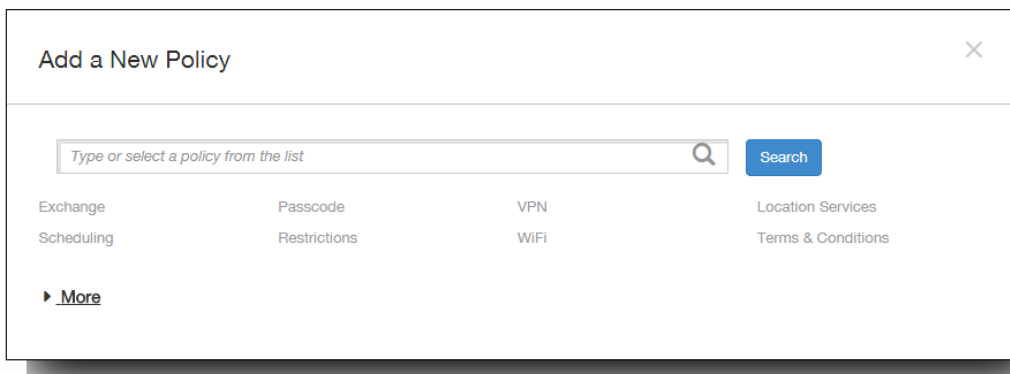 Add a New Policy
Type or select a policy from the list
Search
Exchange Passcode VPN Location Services
Scheduling Restrictions WiFi Terms & Conditions
More